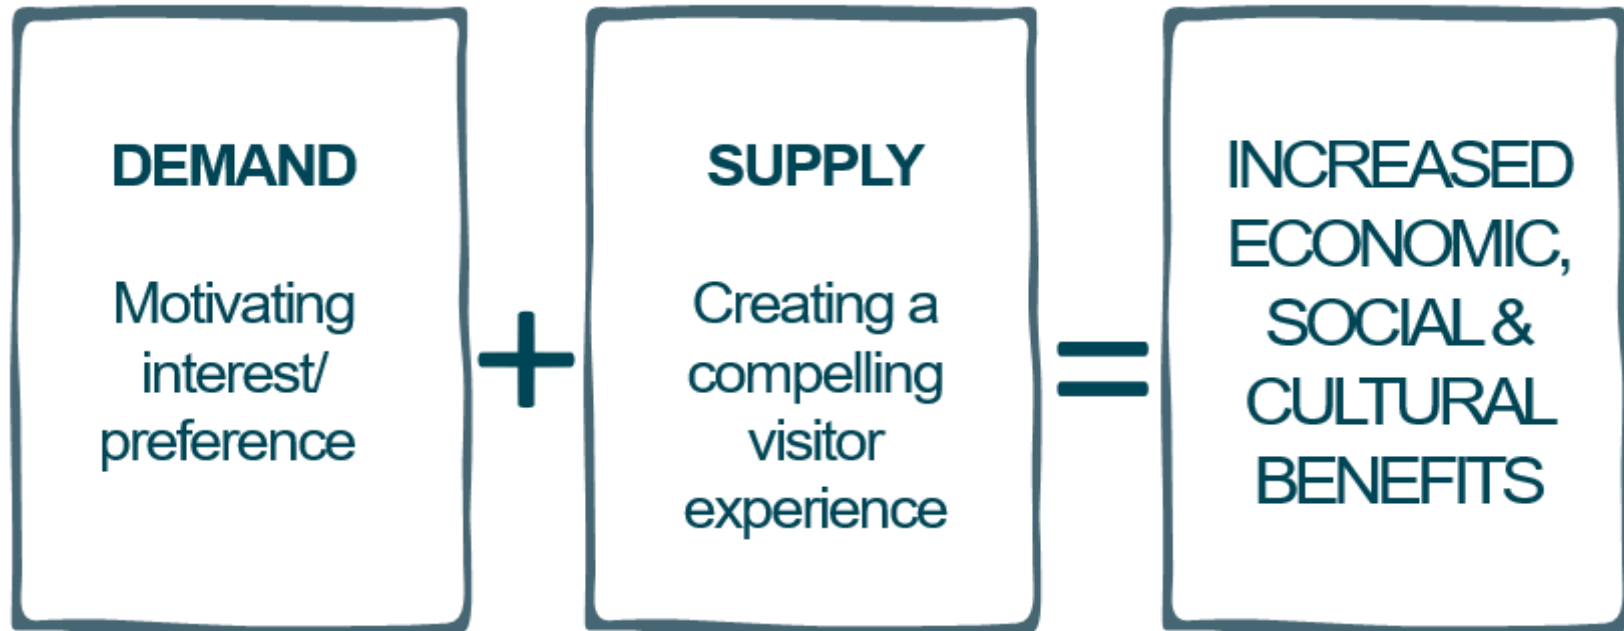 DEMAND
Motivating
interest/
preference
+
SUPPLY
Creating a
compelling
visitor
experience
=
INCREASED
ECONOMIC,
SOCIAL &
CULTURAL
BENEFITS